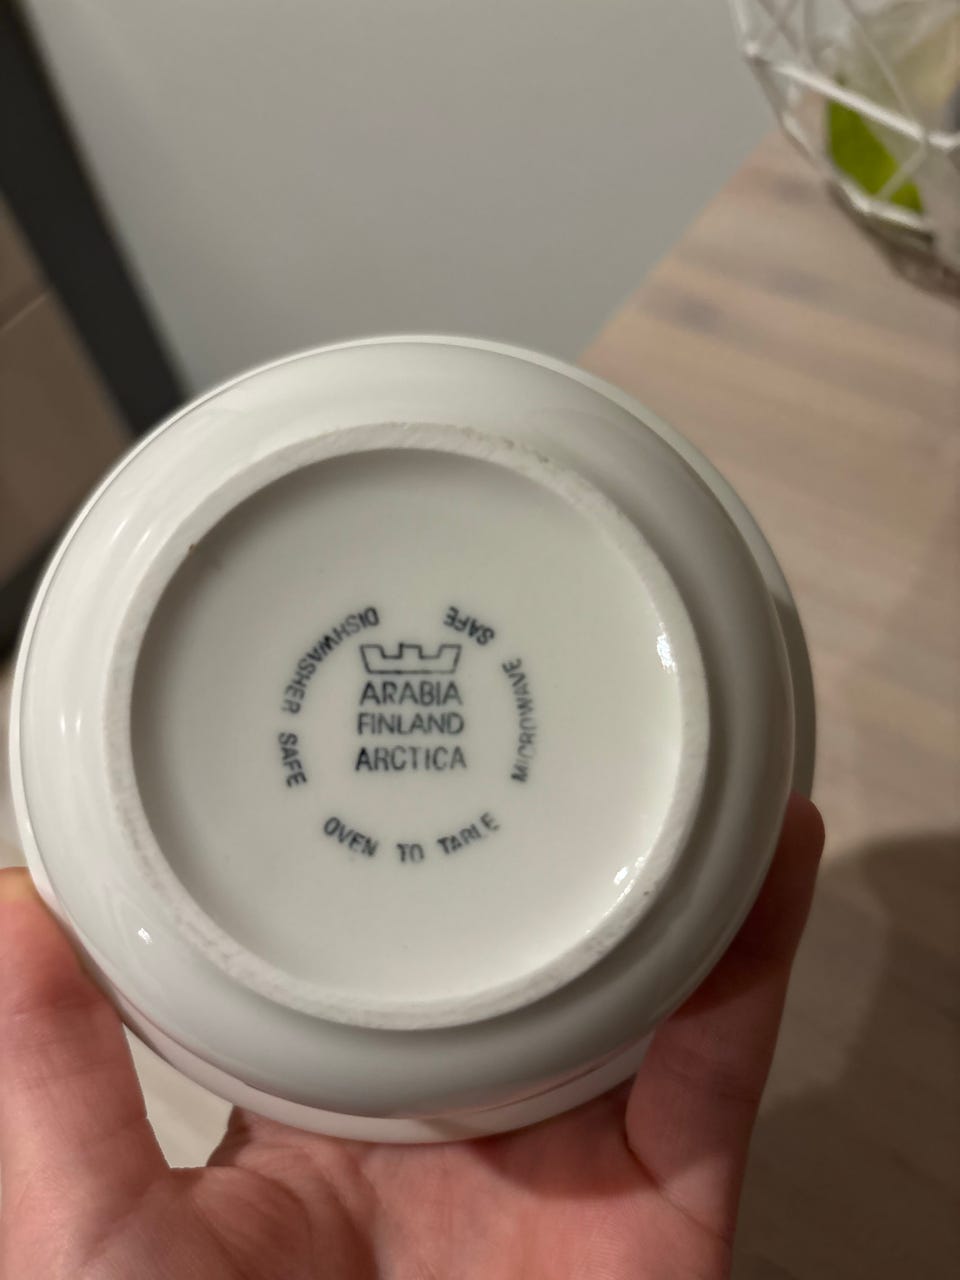 ARABIA
FINLAND
ARCTICA
DISHWASHER SAFE
OVEN TO TABLE
MICROWAVE SAFE